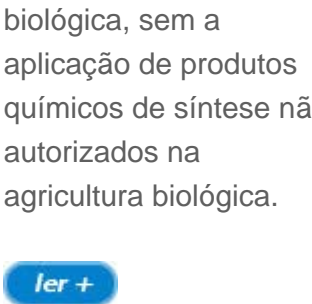 biológica, sem a
aplicação de produtos
químicos de síntese nã
autorizados na
agricultura biológica.
ler +